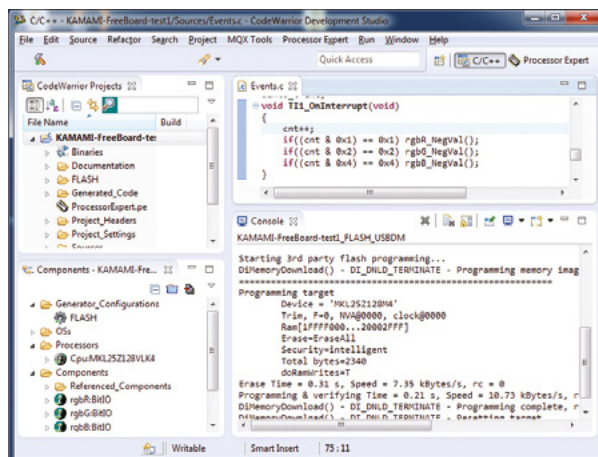 C/C++ - KAMAMI-FreeBoard-test1/Sources/Events.c - CodeWarrior Development Studio
File Edit Source Refactor Search Project MQX Tools Processor Expert Run Window Help
Quick Access
C/C++
Processor Expert
CodeWarrior Projects
File Name
Build
KAMAMI-FreeBoard-tes
Binaries
Documentation
FLASH
Generated_Code
ProcessorExpert.pe
Project_Headers
Project_Settings
Sources
Components - KAMAMI-Fre...
Generator_Configurations
FLASH
OSs
Processors
Cpu:MKL25Z128VLK4
Components
Referenced_Components
rgbR:BitIO
rgbG:BitIO
rgbB:BitIO
Events.c
void TI1_OnInterrupt(void)
{
cnt++;
if((cnt & 0x1) == 0x1) rgbR_NegVal();
if((cnt & 0x2) == 0x2) rgbG_NegVal();
if((cnt & 0x4) == 0x4) rgbB_NegVal();
}
Console
KAMAMI-FreeBoard-test1_FLASH_USBDM
Starting 3rd party flash programming...
DiMemoryDownload() - DI_DNLD_TERMINATE - Programming memory imag
================================================================
Programming target
Device = 'MKL25Z128M4'
Trim, F=0, NVA@0000, clock@0000
Ram[1FFFF000...20002FFF]
Erase=EraseAll
Security=intelligent
Total bytes=2340
doRamWrites=T
Erase Time = 0.31 s, Speed = 7.35 kBytes/s, rc = 0
Programming & verifying Time = 0.21 s, Speed = 10.73 kBytes/s, r
DiMemoryDownload() - DI_DNLD_TERMINATE - Programming complete, r
DiMemoryDownload() - DI_DNLD_TERMINATE - Resetting target
Writable
Smart Insert
75 : 11